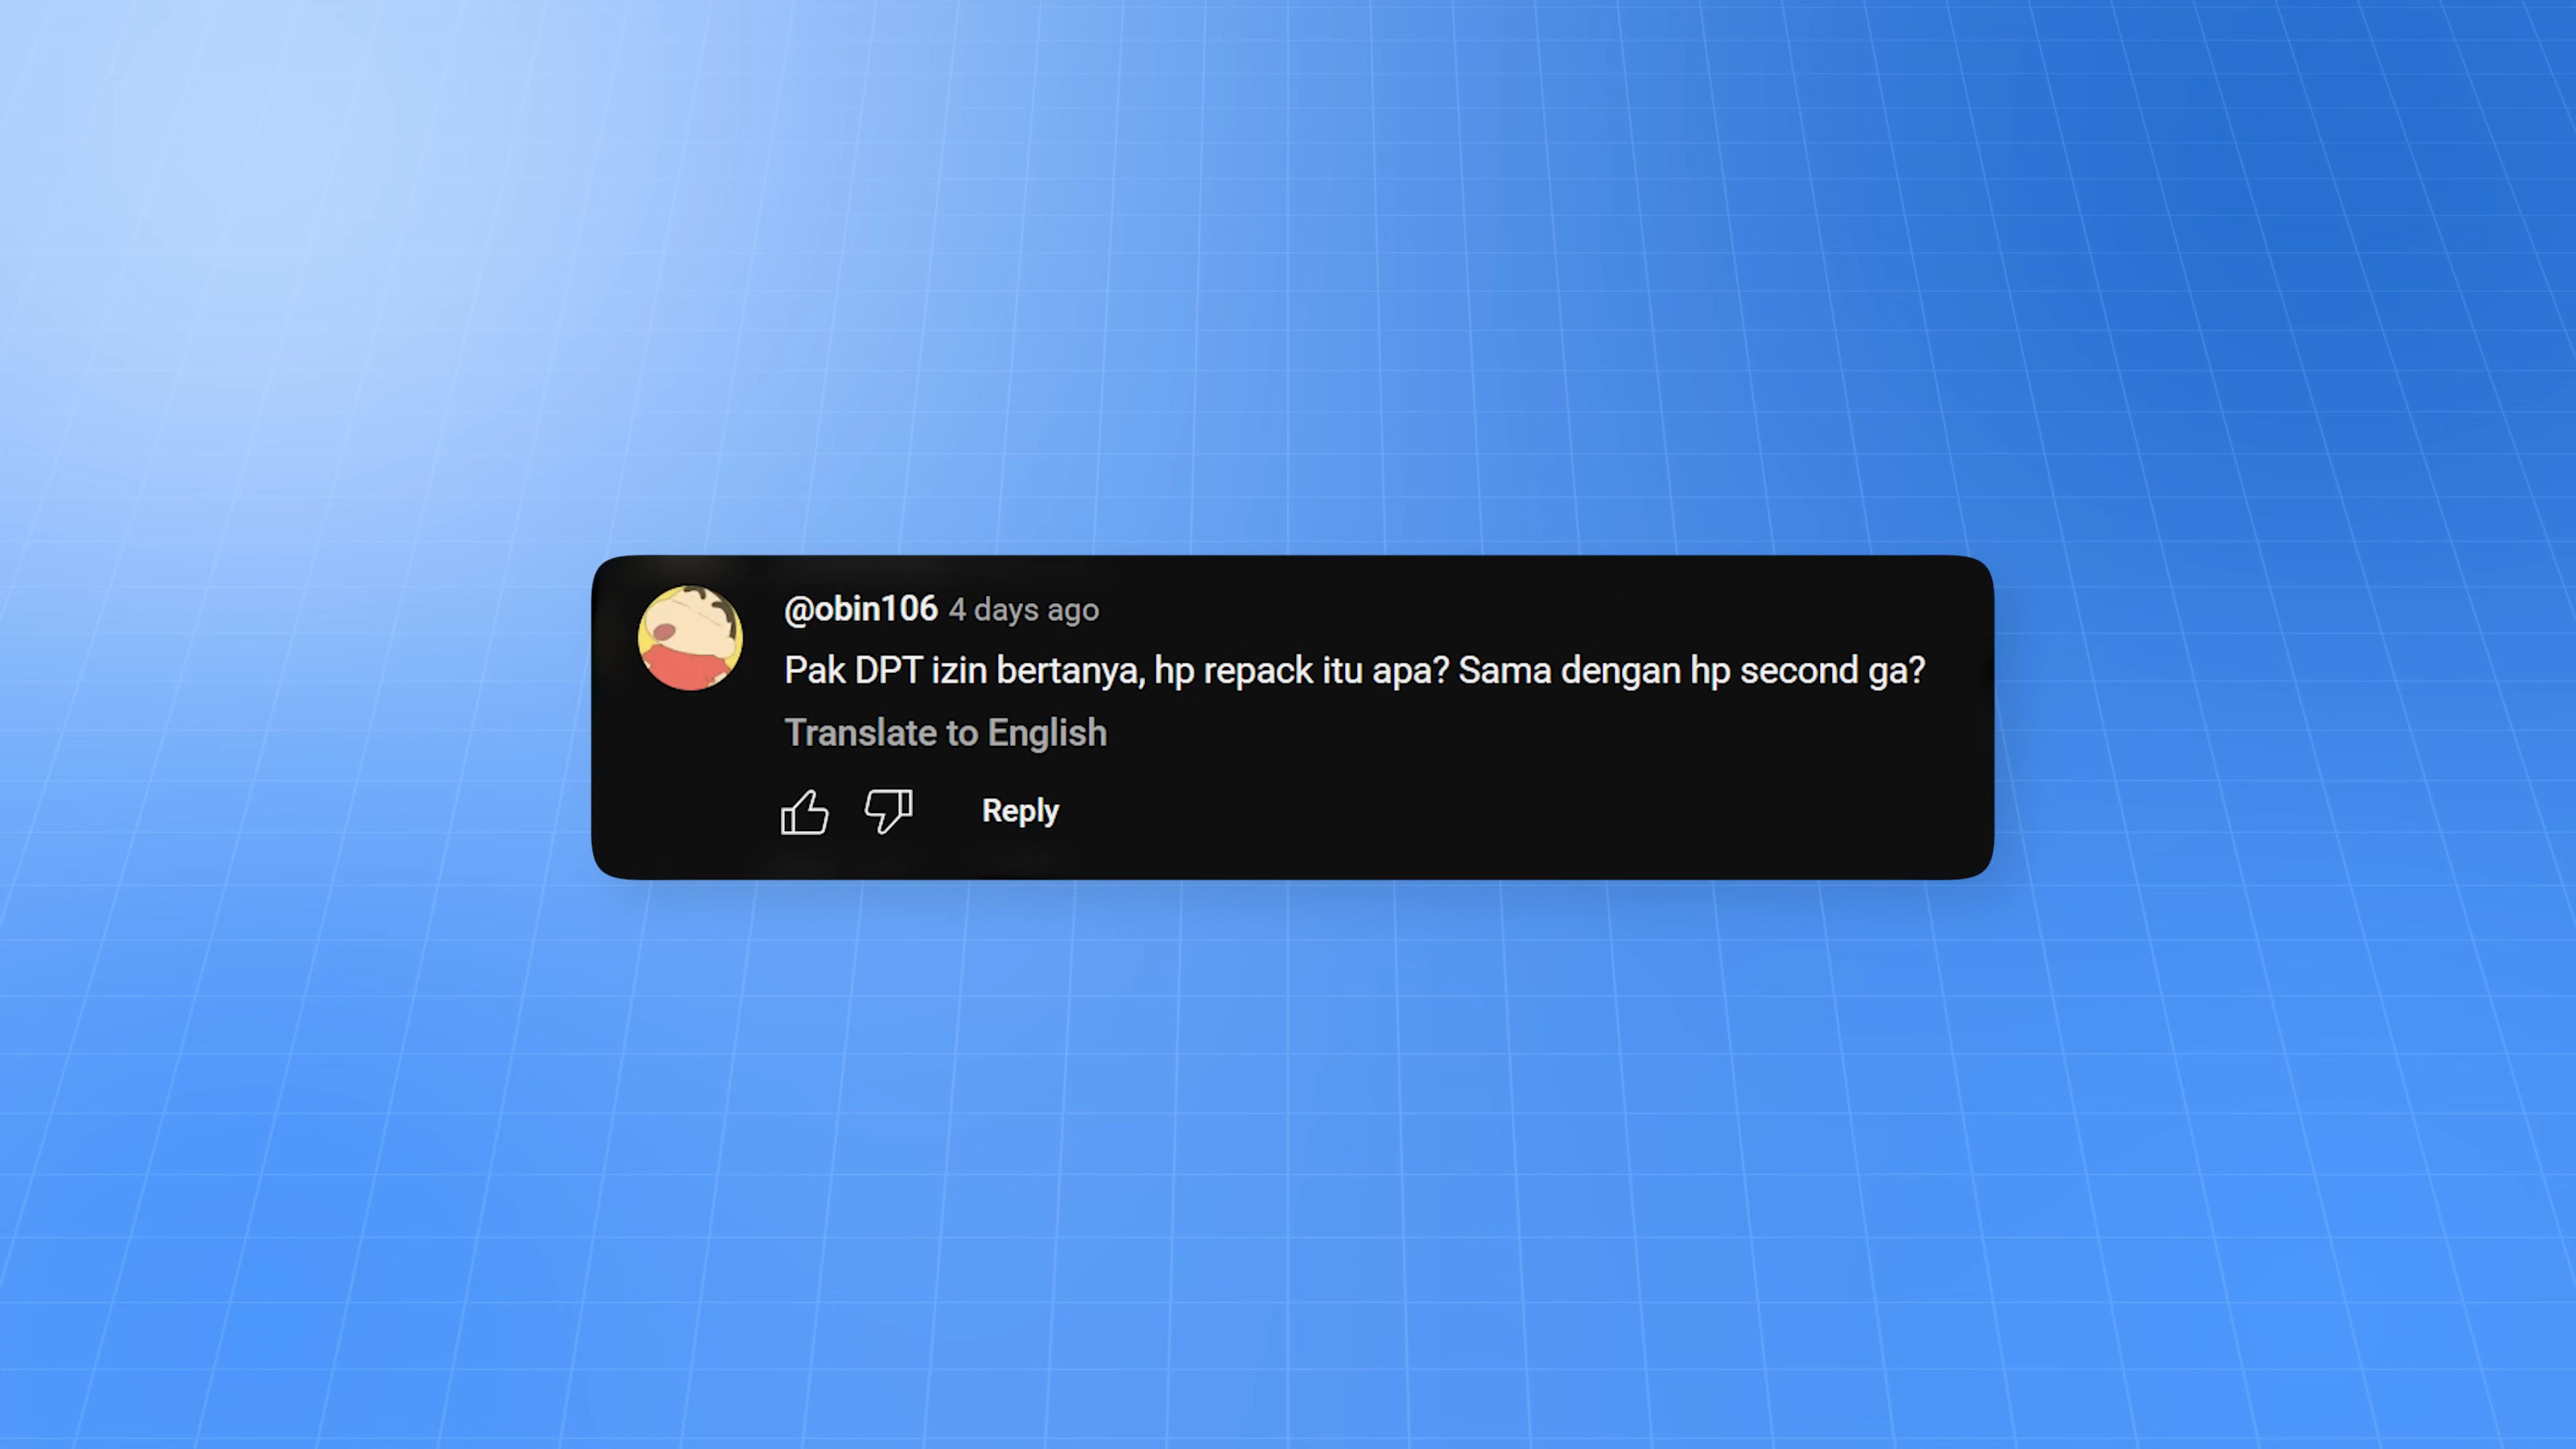 @obin106 4 days ago
Pak DPT izin bertanya, hp repack itu apa? Sama dengan hp second ga?
Translate to English
Reply